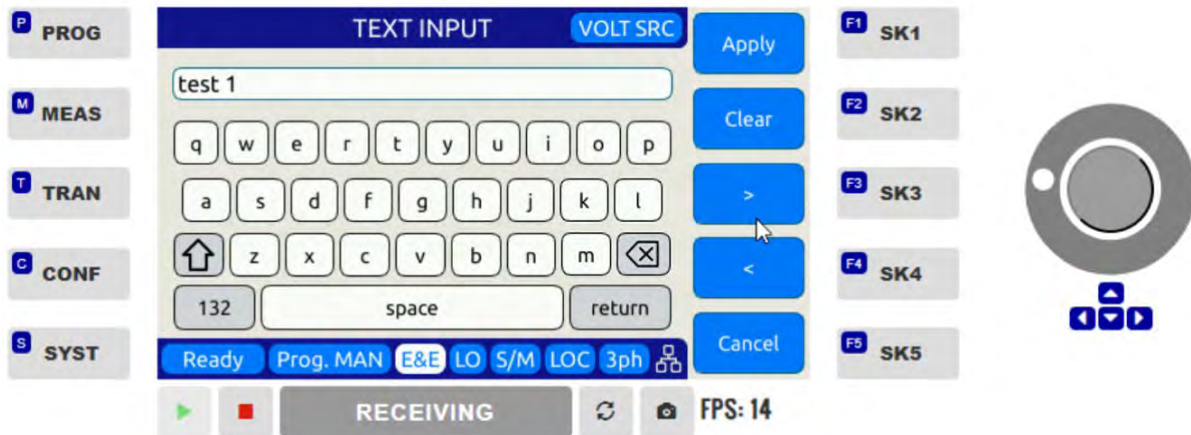 P PROG
M MEAS
T TRAN
C CONF
S SYST
TEXT INPUT VOLT SRC
test 1
q w e r t y u i o p
a s d f g h j k l
z x c v b n m
132 space return
Ready Prog. MAN E&E LO S/M LOC 3ph
Apply
Clear
>
<
Cancel
F1 SK1
F2 SK2
F3 SK3
F4 SK4
F5 SK5
RECEIVING FPS: 14